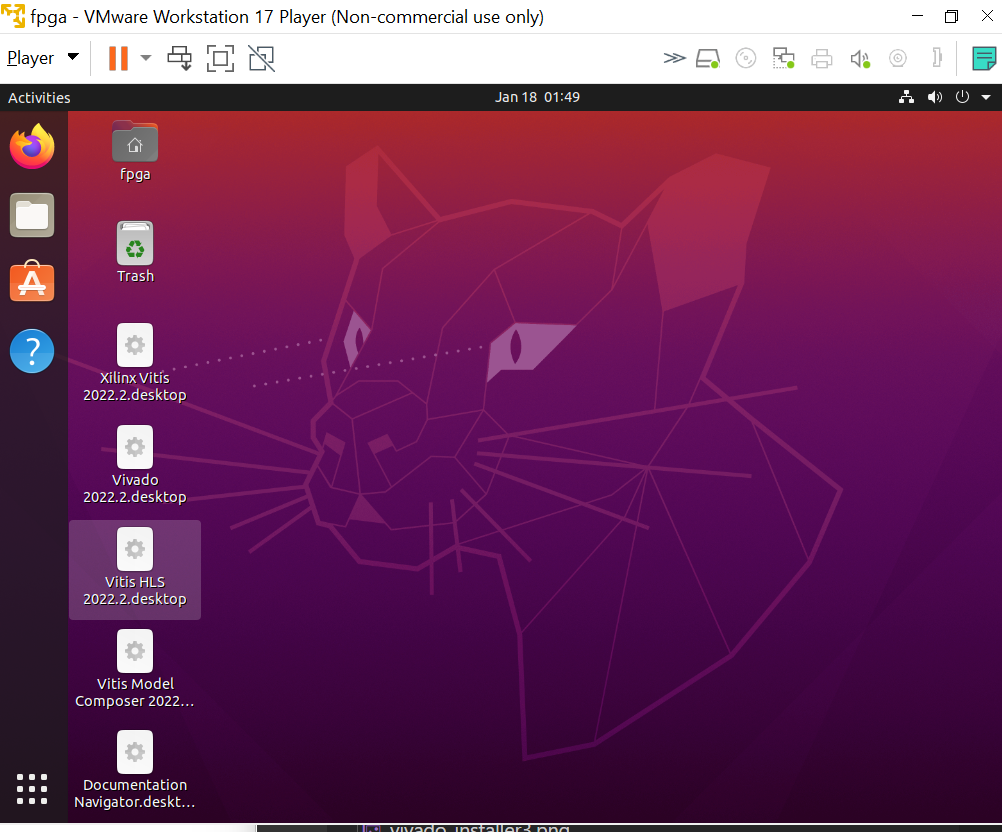 fpga - VMware Workstation 17 Player (Non-commercial use only)
Player
Activities
Jan 18 01:49
fpga
Trash
Xilinx Vitis
2022.2.desktop
Vivado
2022.2.desktop
Vitis HLS
2022.2.desktop
Vitis Model
Composer 2022...
Documentation
Navigator.deskt...
vivado_installer3.png